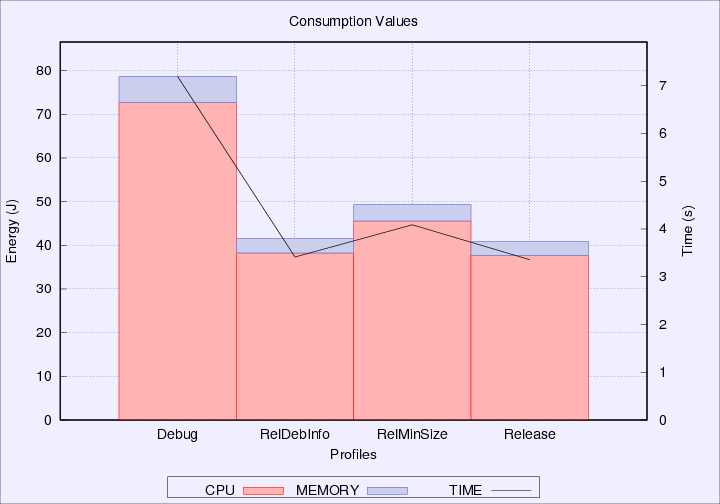 Consumption Values
80
70
60
50
40
30
20
10
0
7
6
5
4
3
2
1
0
Energy (J)
Time (s)
Debug RelDebInfo RelMinSize Release
Profiles
CPU MEMORY TIME